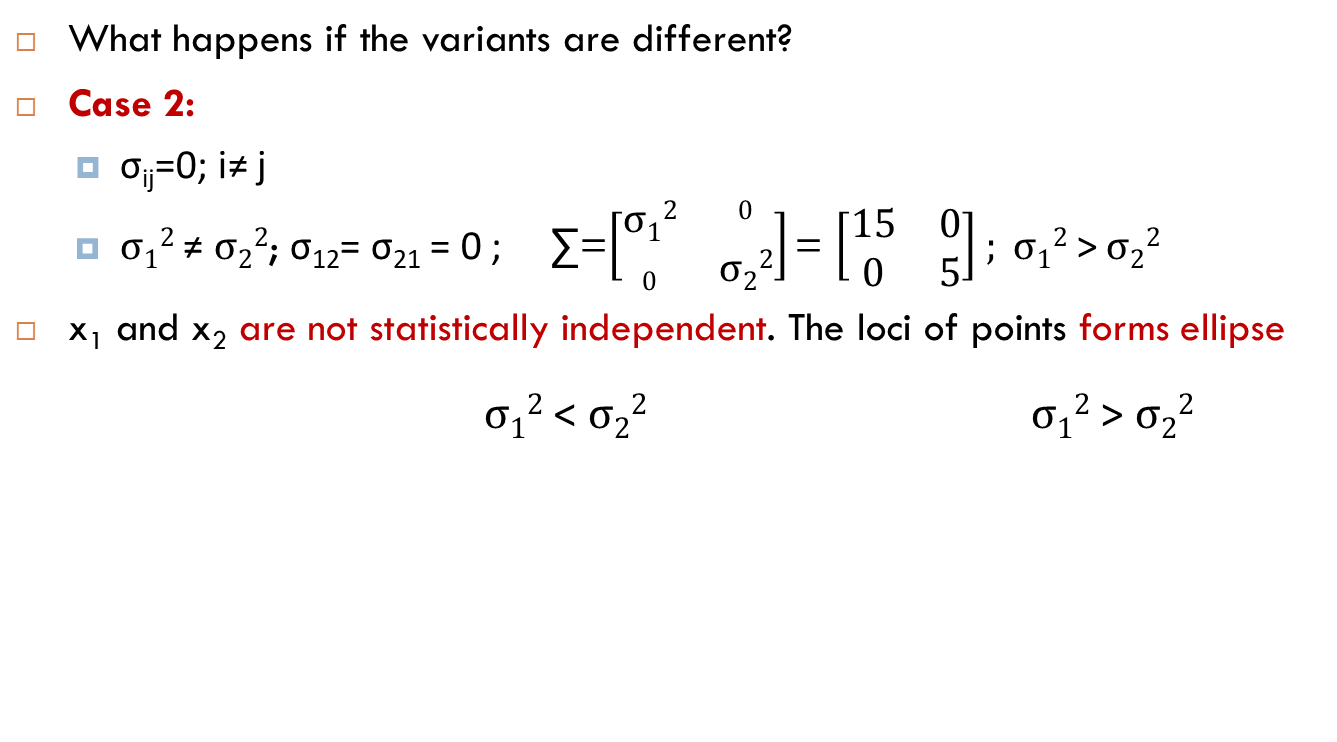 What happens if the variants are different?
Case 2:
σij=0; i≠ j
σ₁² ≠ σ₂²; σ₁₂= σ₂₁ = 0 ; ∑=[σ₁² 0; 0 σ₂²] = [15 0; 0 5] ; σ₁² > σ₂²
x₁ and x₂ are not statistically independent. The loci of points forms ellipse
σ₁² < σ₂² σ₁² > σ₂²